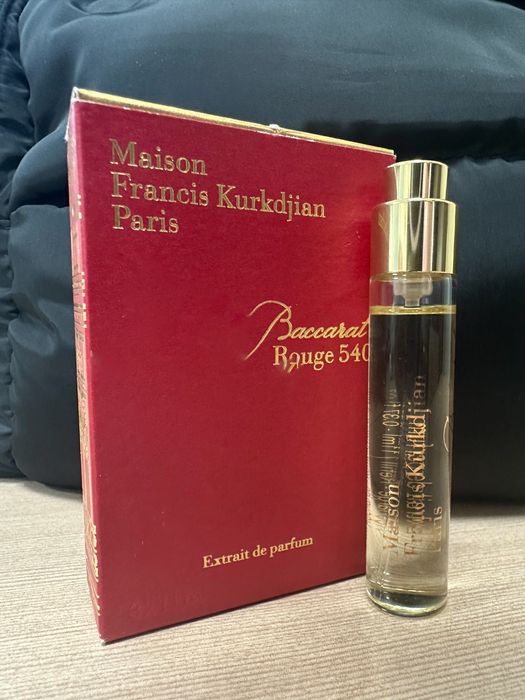 Maison
Francis Kurkdjian
Paris
Baccarat
Rouge 540
Extrait de parfum
Maison
Francis Kurkdjian
Paris